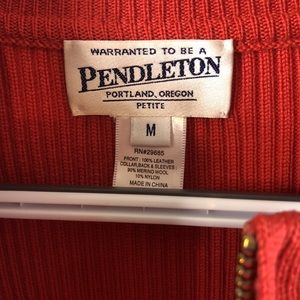 WARRANTED TO BE A
PENDLETON
PORTLAND, OREGON
PETITE
M
RN#29685
FRONT: 100% LEATHER
COLLAR,BACK & SLEEVES:
90% MERINO WOOL
10% NYLON
MADE IN CHINA